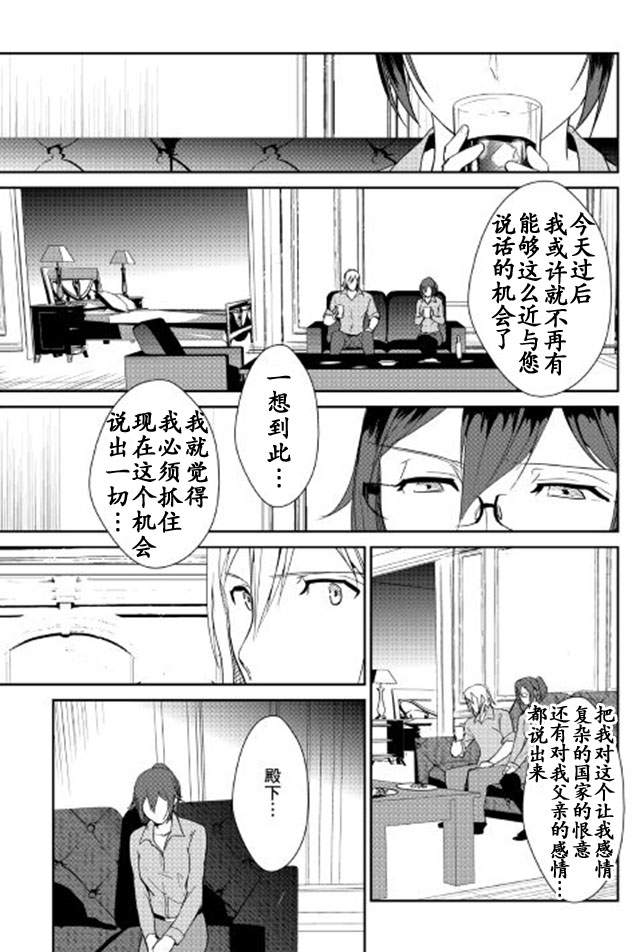 今天过后
我或许就不再有
能够这么近与您
说话的机会了
一想到此…
我就觉得
我必须抓住
现在这个机会
说出一切…
把我对这个让我感情
复杂的国家的恨意
还有对我父亲的感情…
都说出来
殿下…